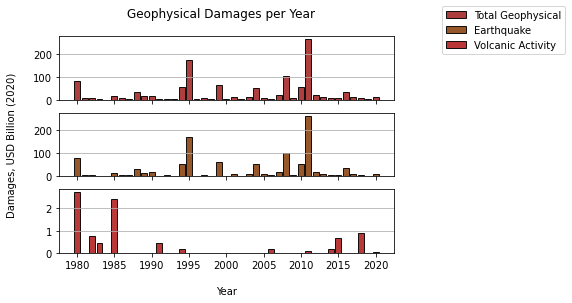 Geophysical Damages per Year
Total Geophysical
Earthquake
Volcanic Activity
Damages, USD Billion (2020)
200
100
0
200
100
0
2
1
0
1980 1985 1990 1995 2000 2005 2010 2015 2020
Year